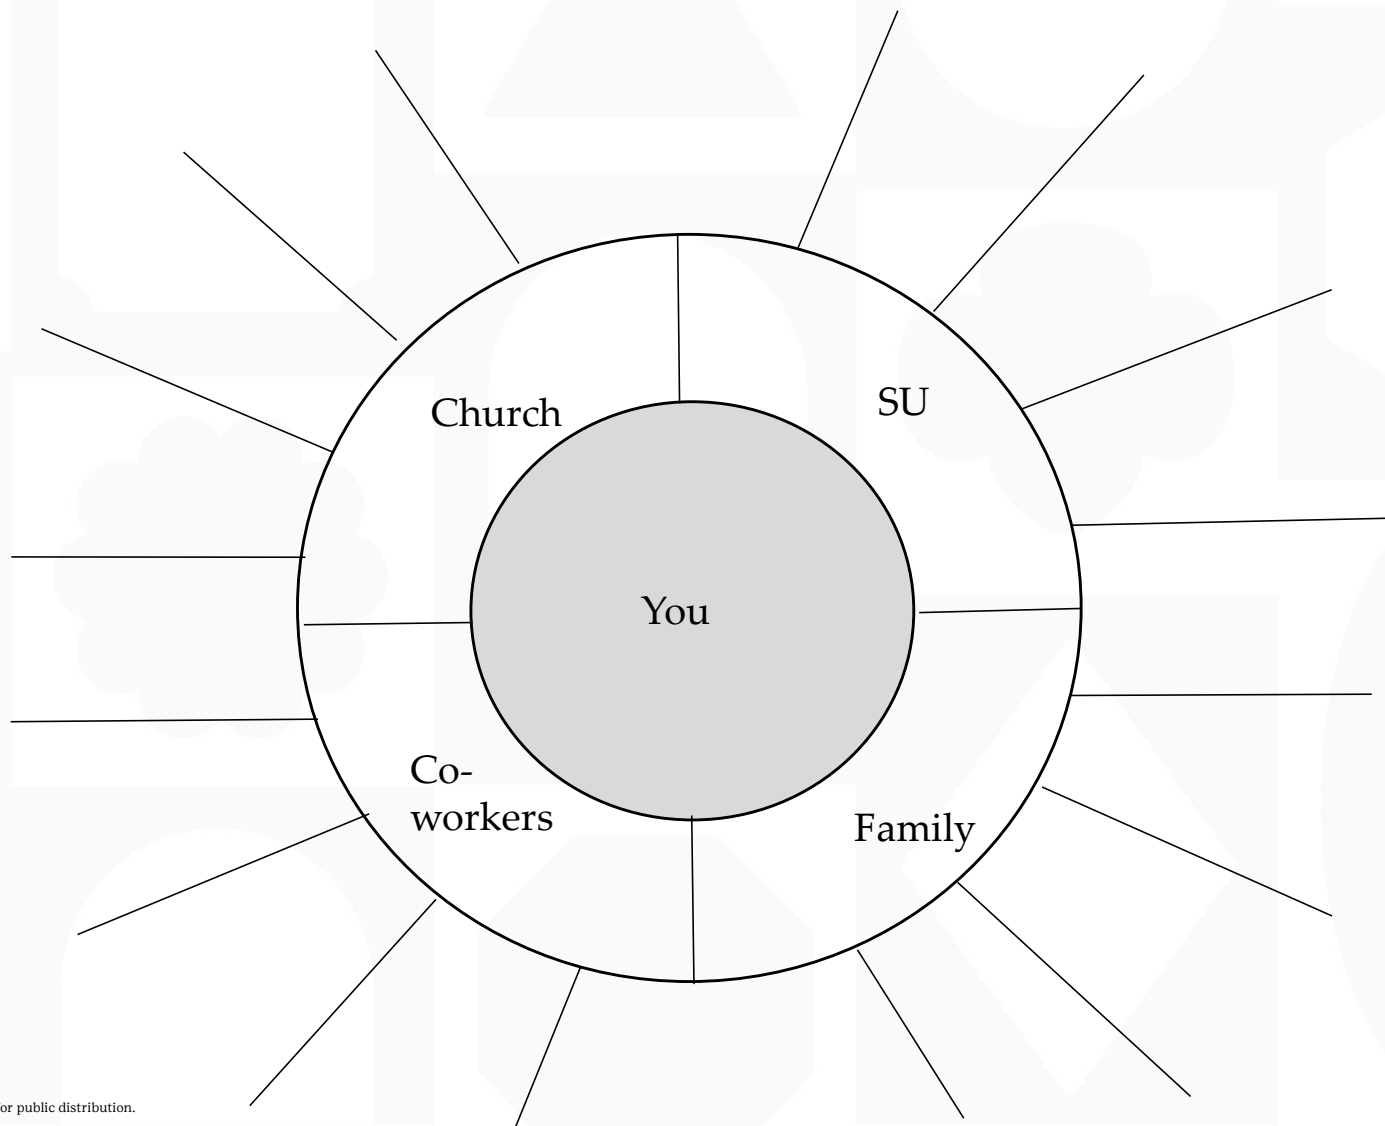 SU
Church
You
Co-
workers
Family
or public distribution.